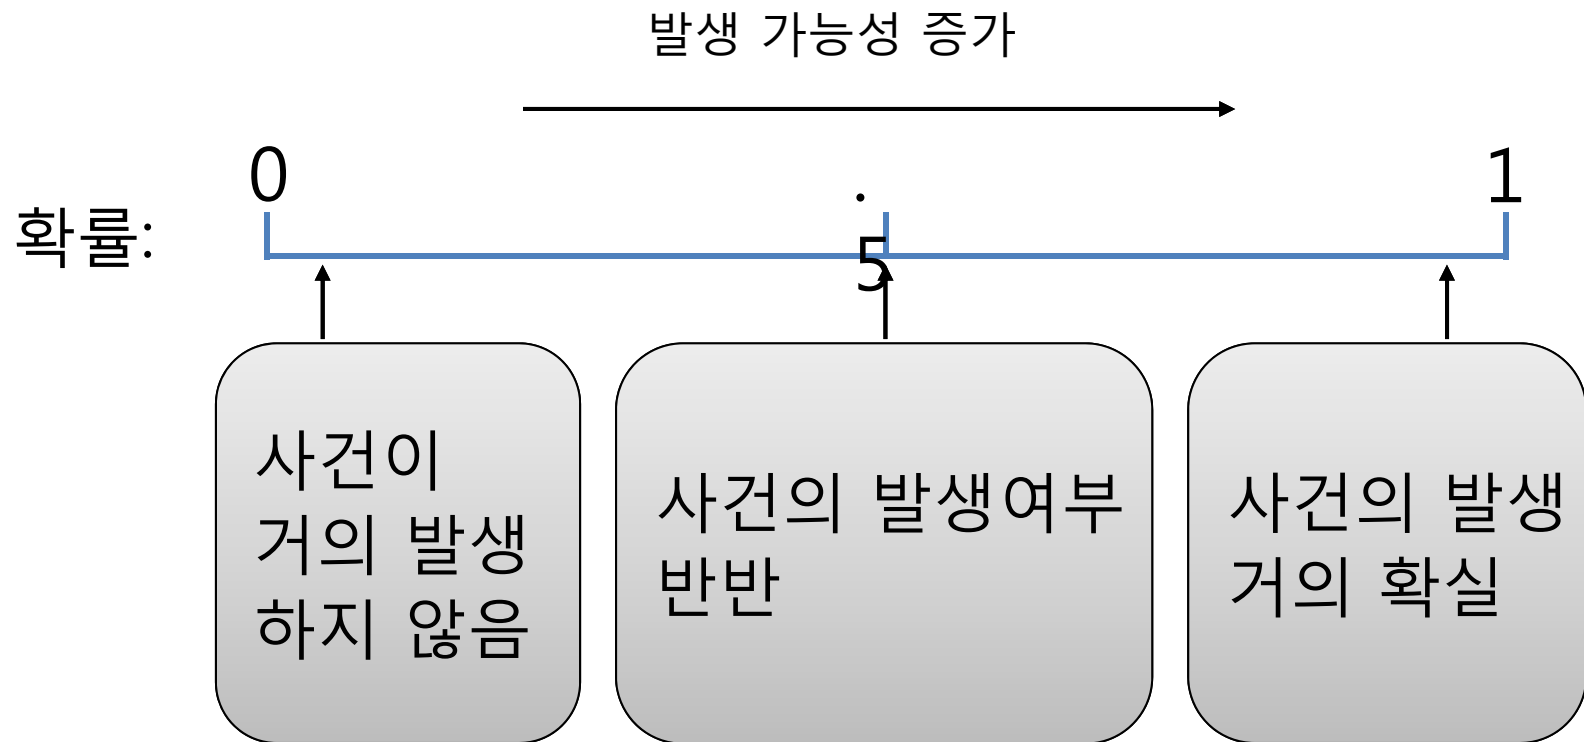 발생 가능성 증가
0
.
5
1
확률:
사건이
거의 발생
하지 않음
사건의 발생여부
반반
사건의 발생
거의 확실